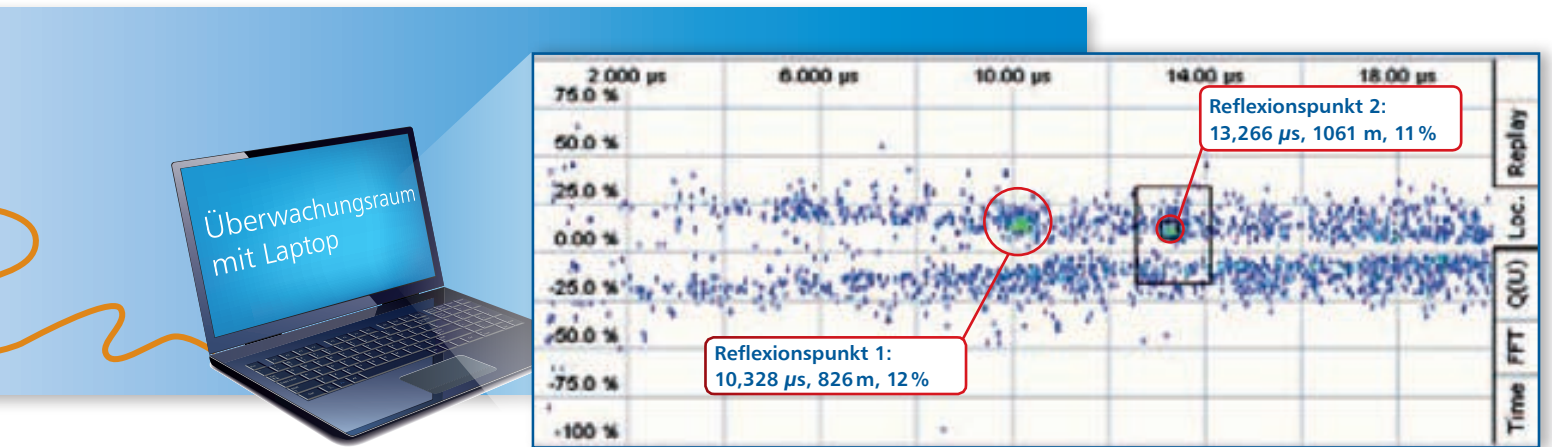 Überwachungsraum
mit Laptop
2.000 µs 6.000 µs 10.00 µs 14.00 µs 18.00 µs
75.0 %
50.0 %
25.0 %
0.00 %
-25.0 %
-50.0 %
-75.0 %
-100 %
Reflexionspunkt 2:
13,266 µs, 1061 m, 11 %
Reflexionspunkt 1:
10,328 µs, 826 m, 12 %
Replay
Loc.
Q(U)
FFT
Time